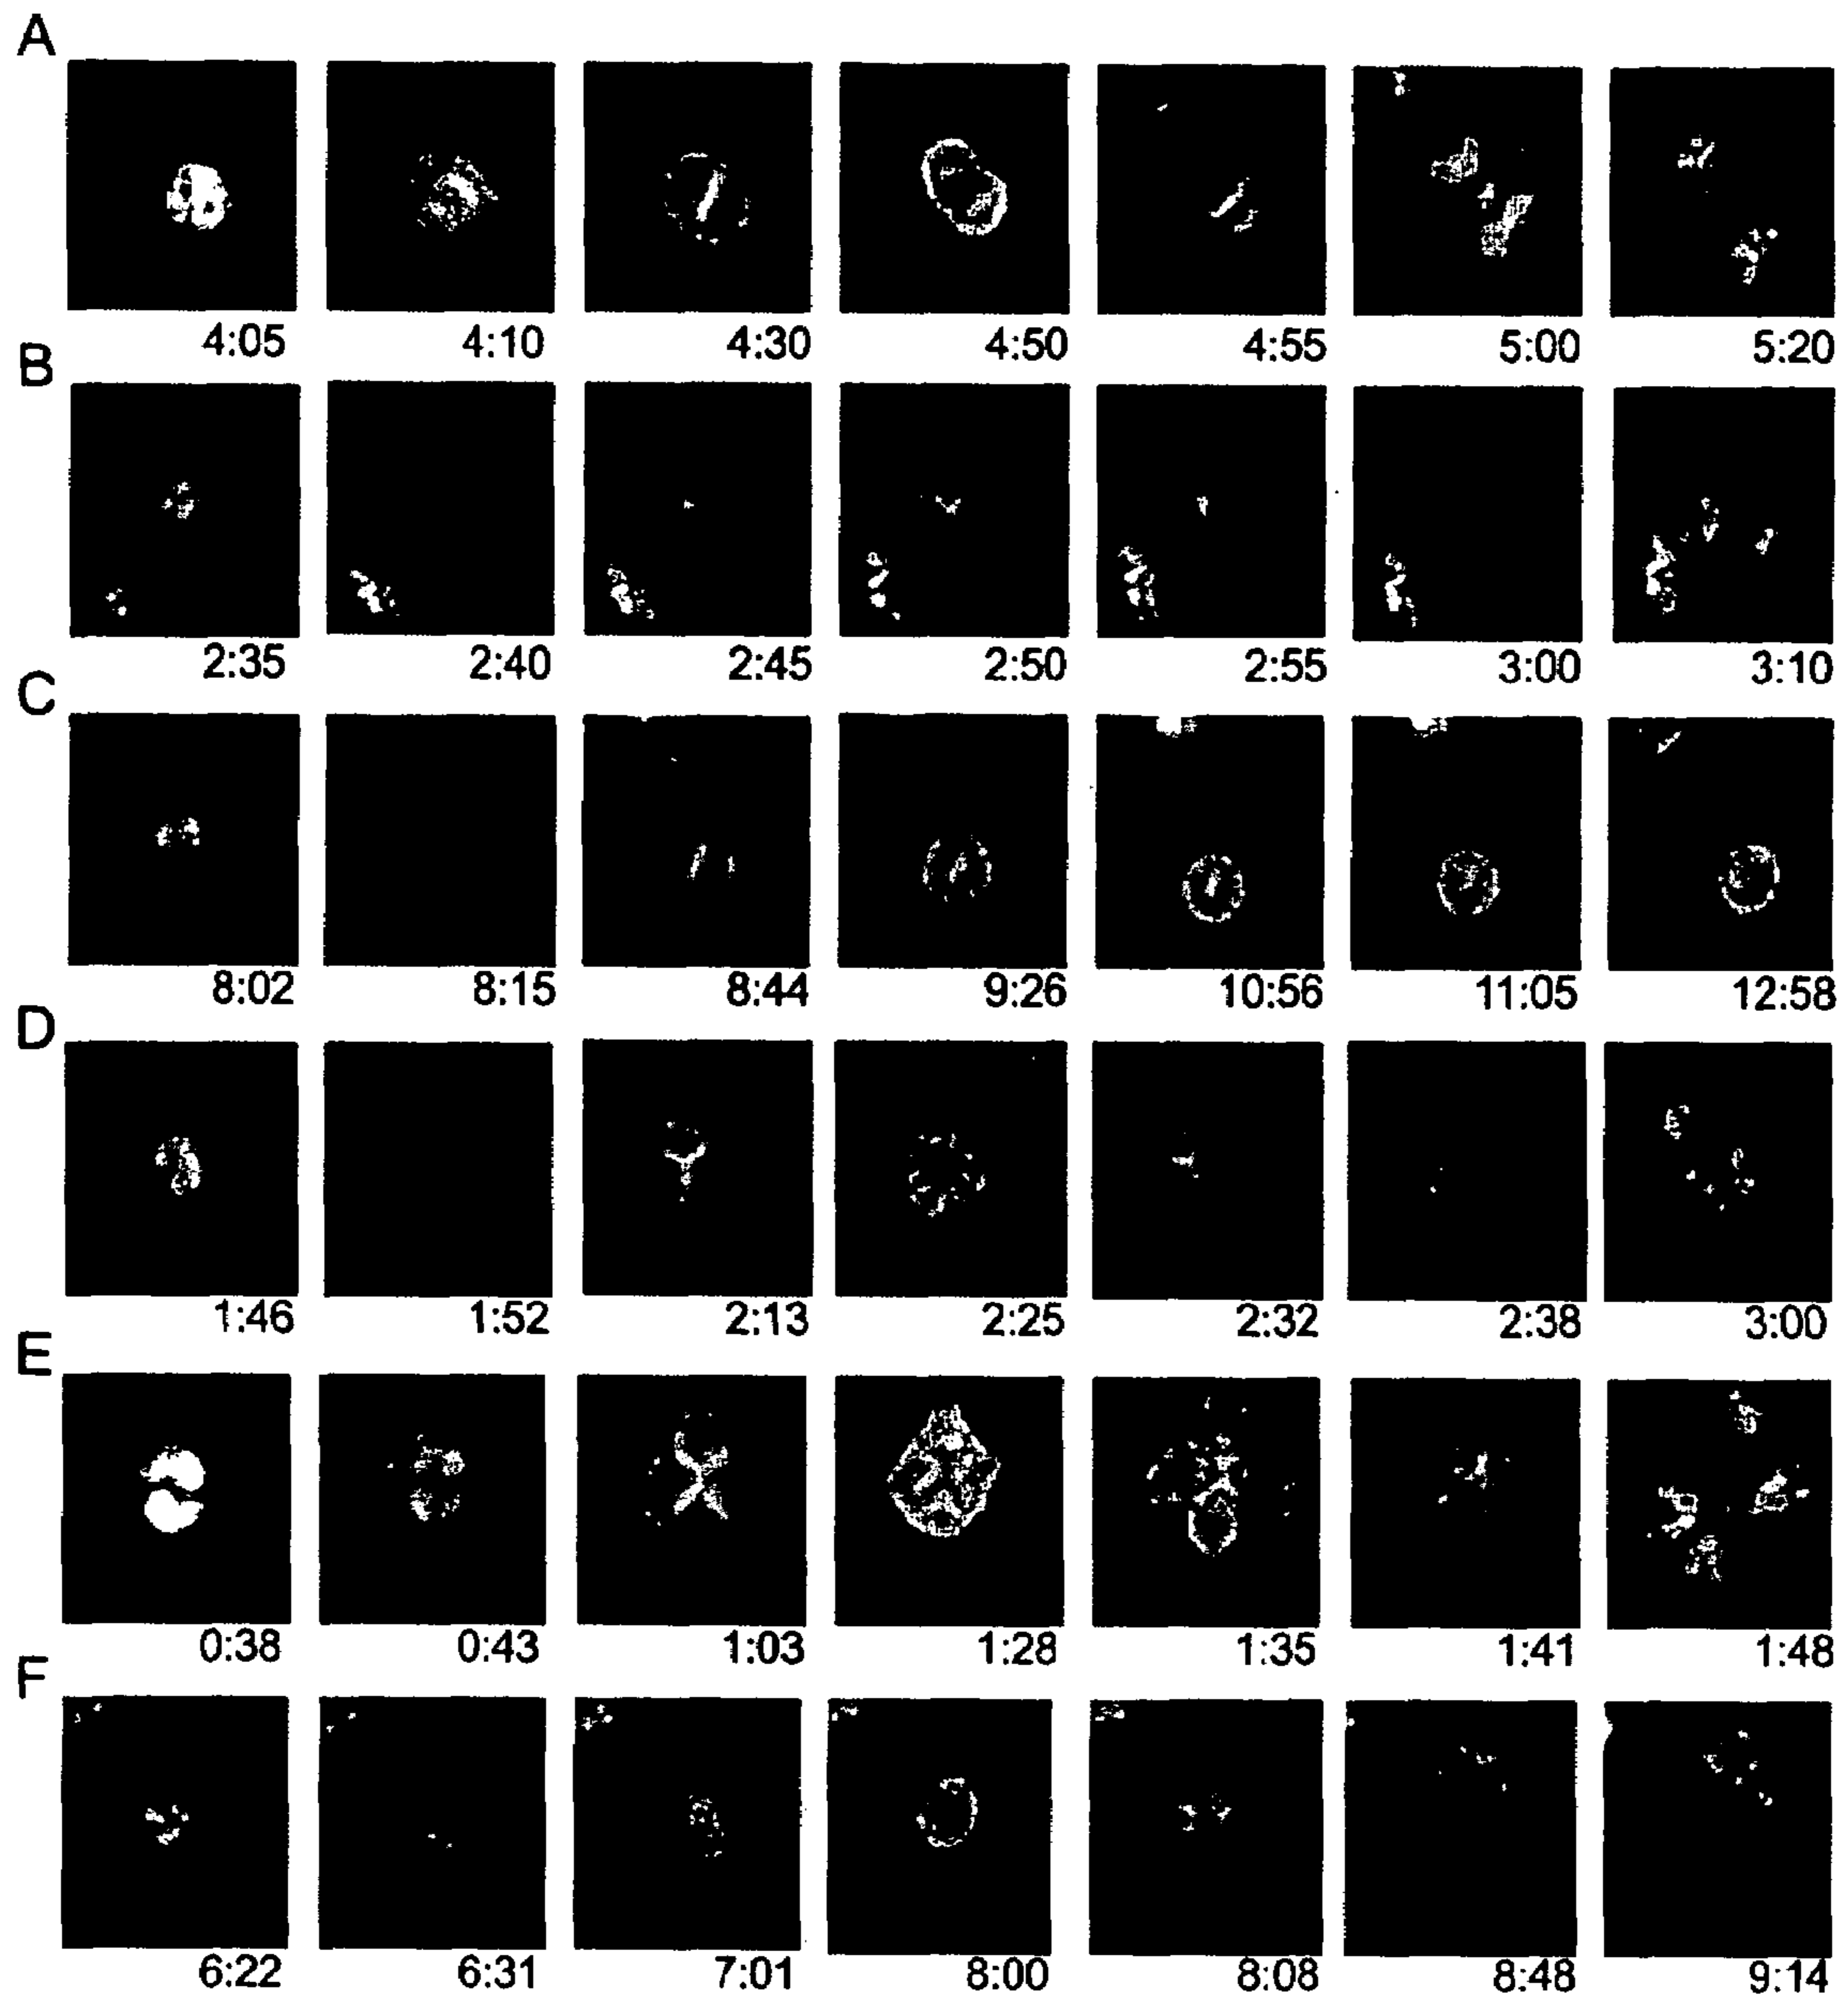 A
4:05 4:10 4:30 4:50 4:55 5:00 5:20
B
2:35 2:40 2:45 2:50 2:55 3:00 3:10
C
8:02 8:15 8:44 9:26 10:56 11:05 12:58
D
1:46 1:52 2:13 2:25 2:32 2:38 3:00
E
0:38 0:43 1:03 1:28 1:35 1:41 1:48
F
6:22 6:31 7:01 8:00 8:08 8:48 9:14